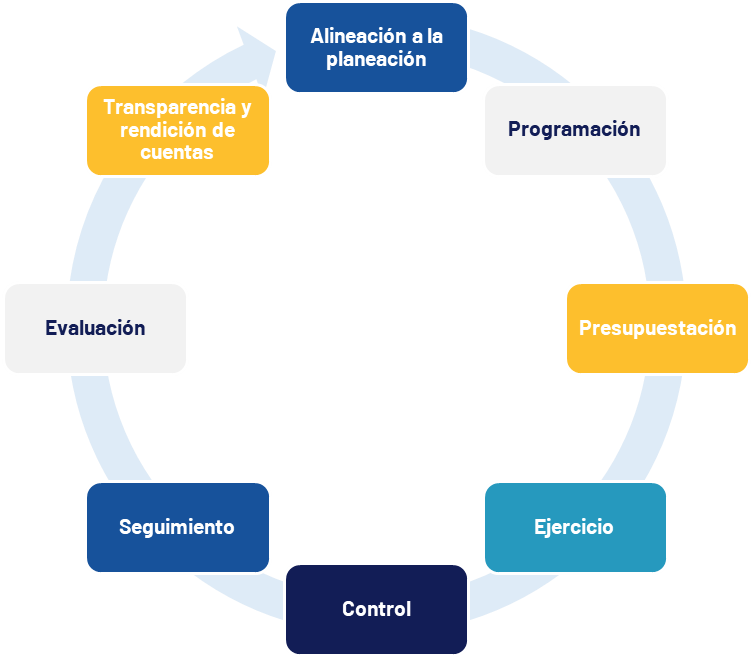 Alineación a la
planeación
Programación
Presupuestación
Ejercicio
Control
Seguimiento
Evaluación
Transparencia y
rendición de
cuentas